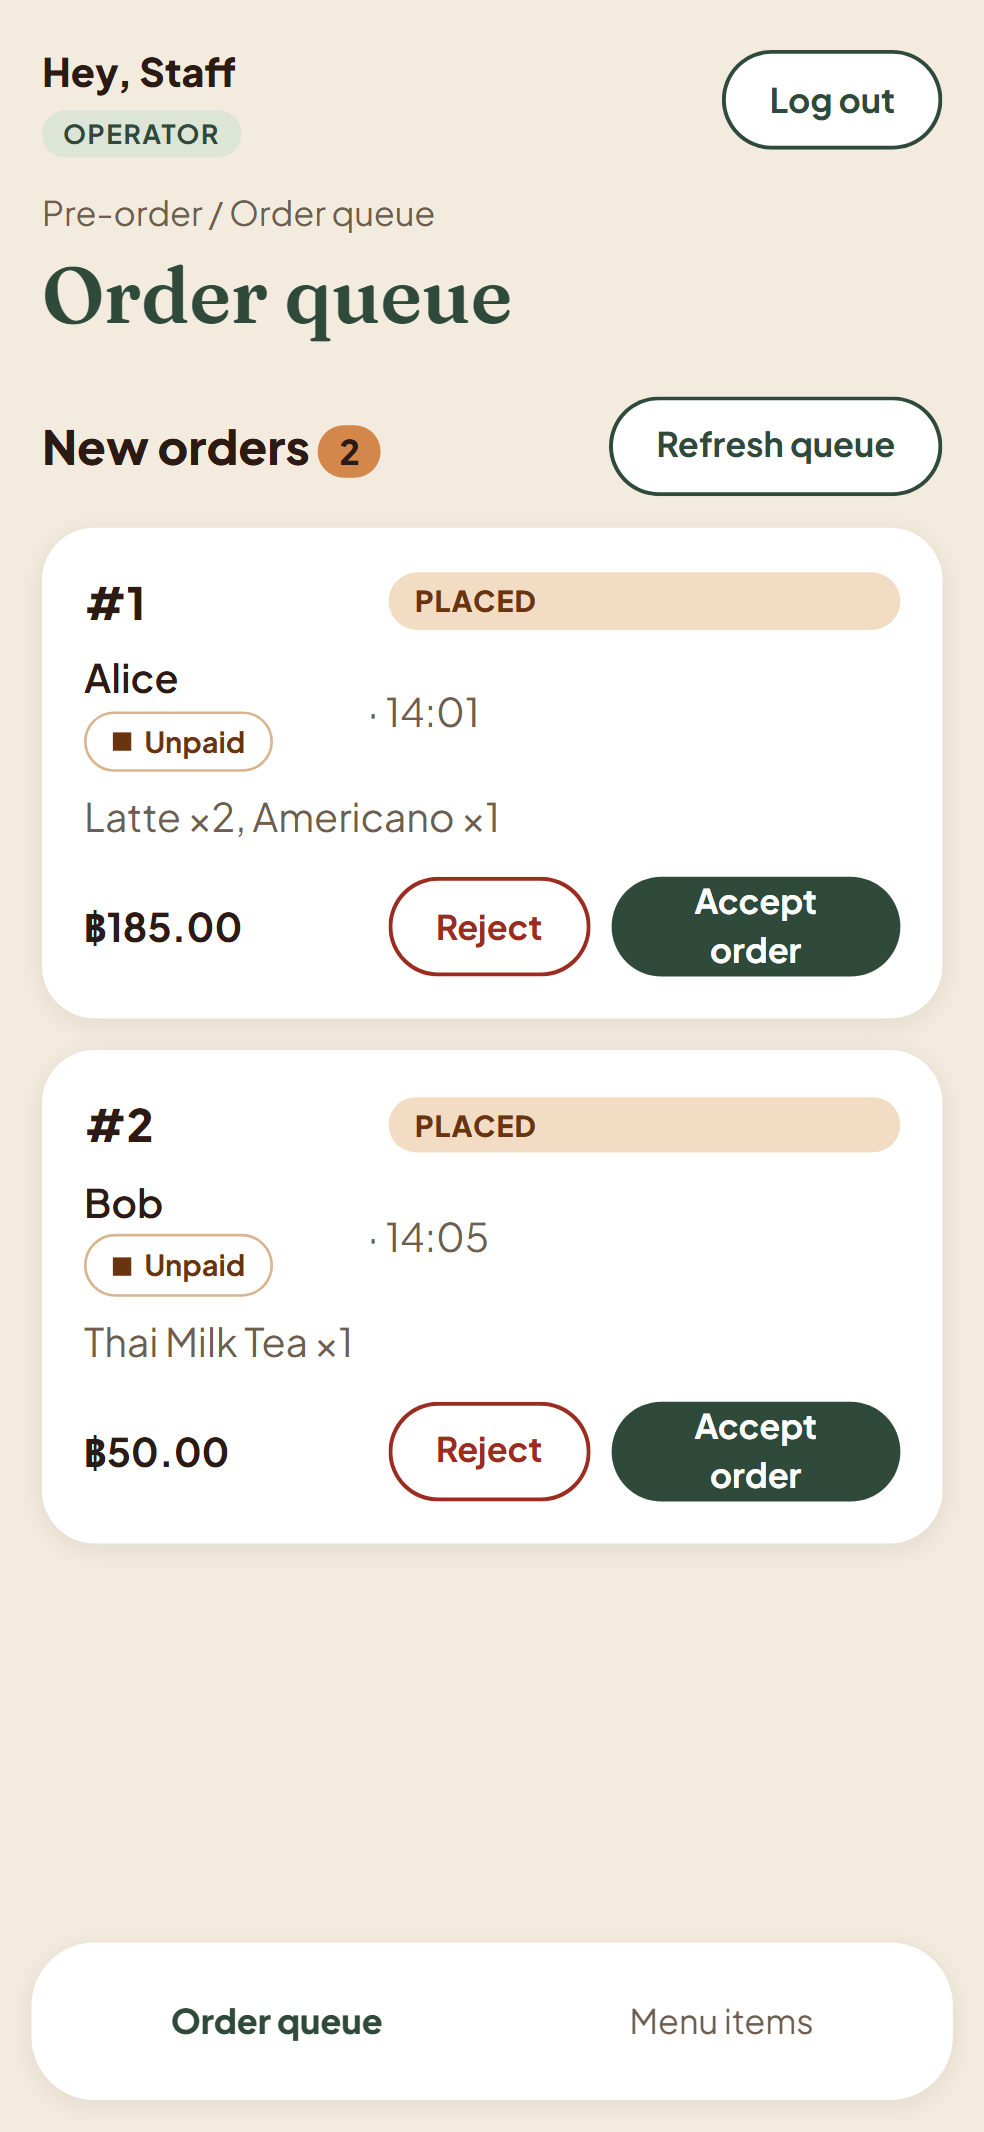 Hey, Staff
Log out
OPERATOR
Pre-order / Order queue
Order queue
New orders 2
Refresh queue
#1
PLACED
Alice
· 14:01
Unpaid
Latte ×2, Americano ×1
฿185.00
Reject
Accept
order
#2
PLACED
Bob
· 14:05
Unpaid
Thai Milk Tea ×1
฿50.00
Reject
Accept
order
Order queue
Menu items